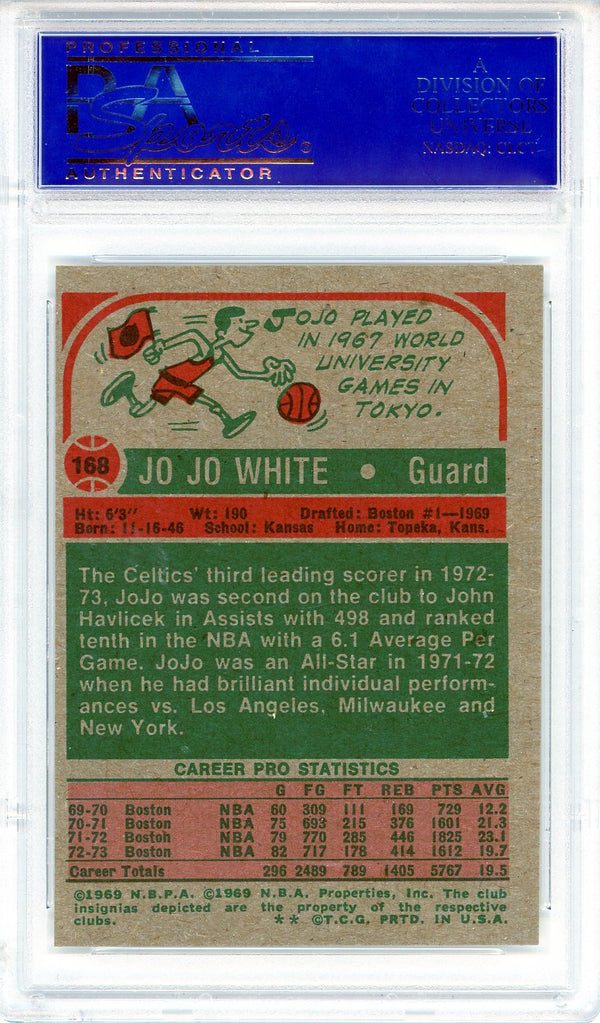 PROFESSIONAL
PSA
Sports
®
AUTHENTICATOR
A
DIVISION OF
COLLECTORS
UNIVERSE
NASDAQ: CLCT
JOJO PLAYED
IN 1967 WORLD
UNIVERSITY
GAMES IN
TOKYO.
168 JO JO WHITE • Guard
Ht: 6'3" Wt: 190 Drafted: Boston #1—1969
Born: 11-16-46 School: Kansas Home: Topeka, Kans.
The Celtics' third leading scorer in 1972-
73, JoJo was second on the club to John
Havlicek in Assists with 498 and ranked
tenth in the NBA with a 6.1 Average Per
Game. JoJo was an All-Star in 1971-72
when he had brilliant individual perform-
ances vs. Los Angeles, Milwaukee and
New York.
CAREER PRO STATISTICS
G FG FT REB PTS AVG
69-70 Boston NBA 60 309 111 169 729 12.2
70-71 Boston NBA 75 693 215 376 1601 21.3
71-72 Boston NBA 79 770 285 446 1825 23.1
72-73 Boston NBA 82 717 178 414 1612 19.7
Career Totals 296 2489 789 1405 5767 19.5
©1969 N.B.P.A. ©1969 N.B.A. Properties, Inc. The club
insignias depicted are the property of the respective
clubs. * * ©T.C.G. PRTD. IN U.S.A.